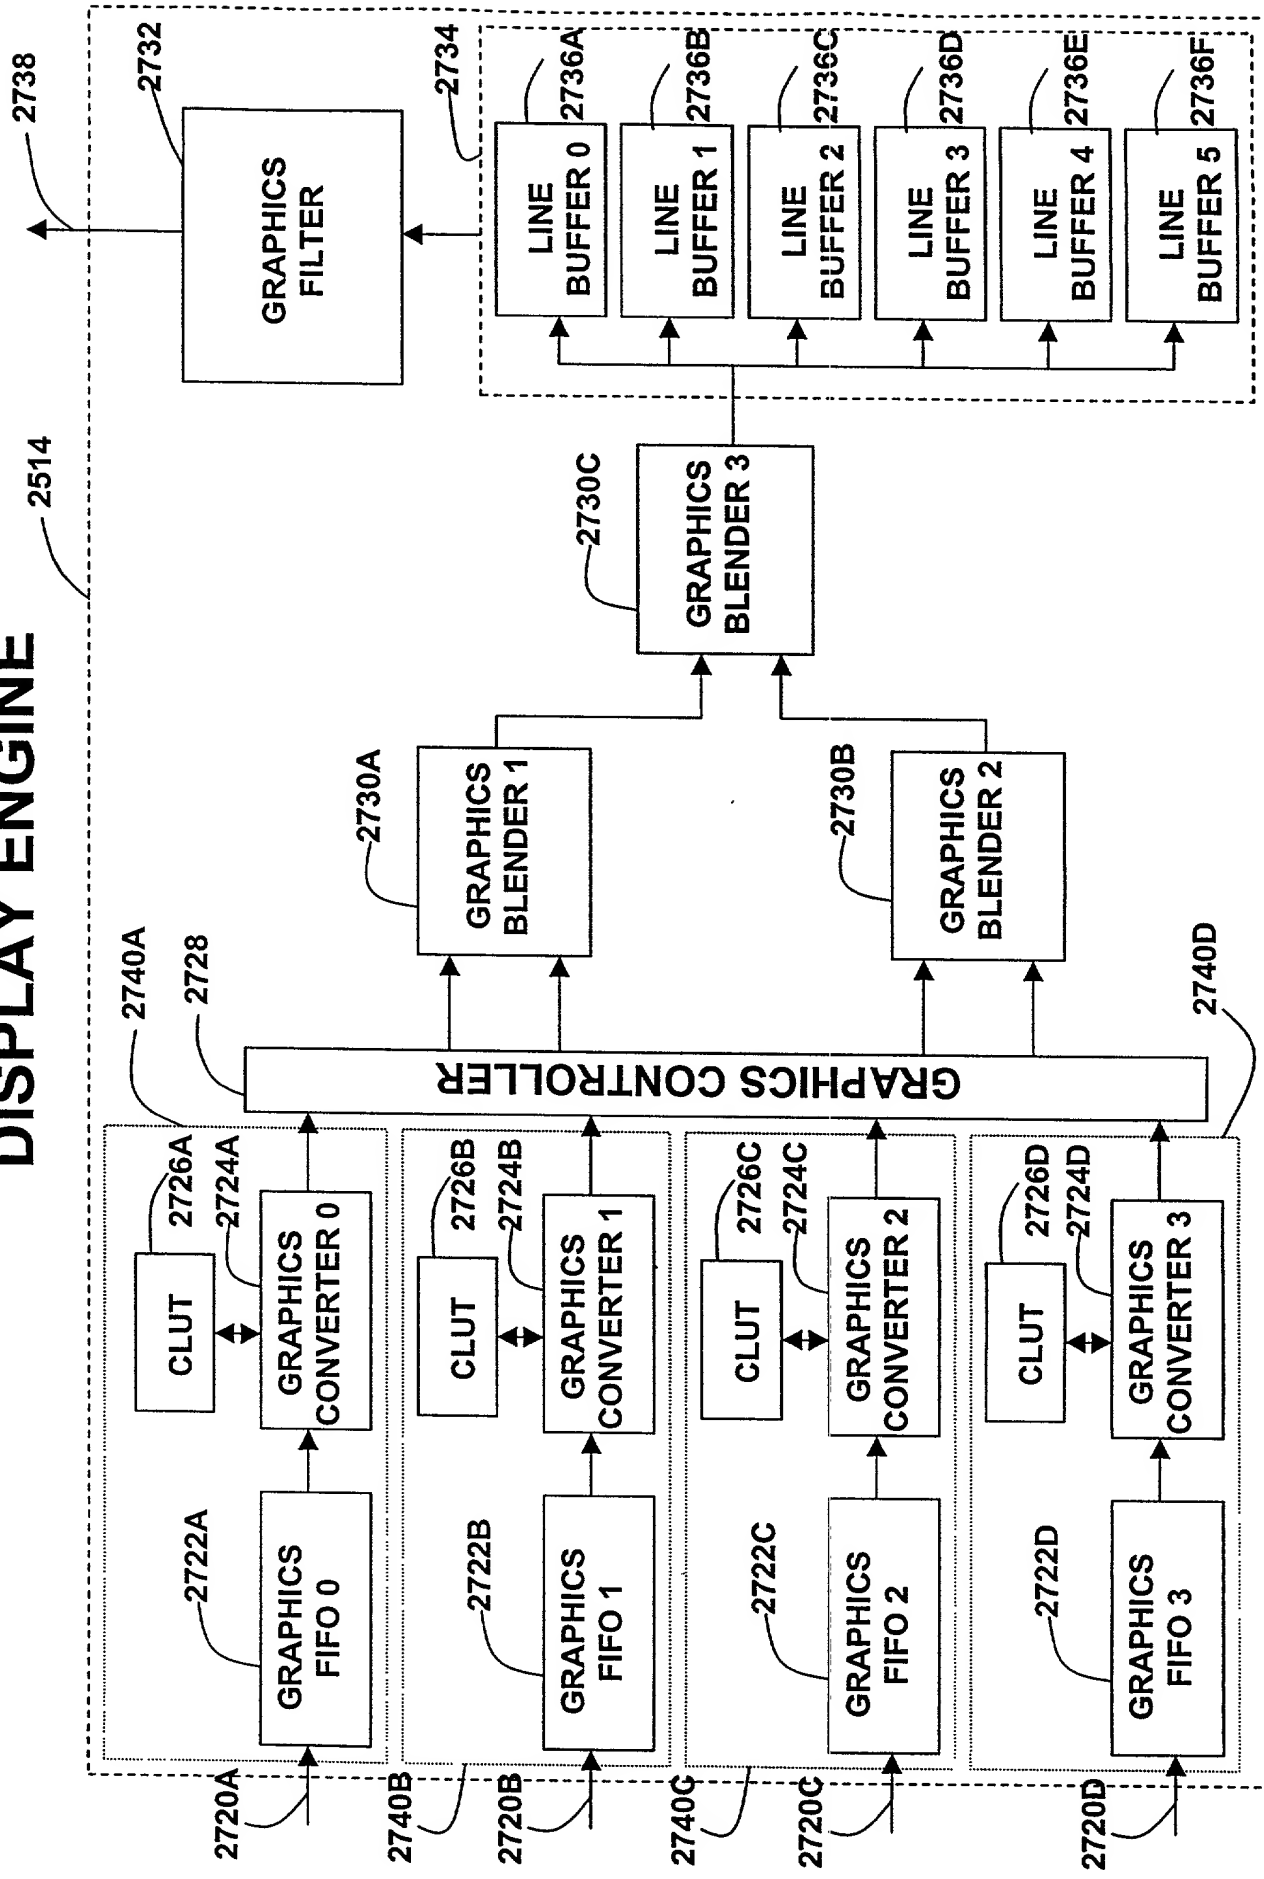 DISPLAY ENGINE
2514
2740A
2726A
CLUT
2724A
2722A
GRAPHICS
FIFO 0
GRAPHICS
CONVERTER 0
2720A
2740B
2726B
CLUT
2724B
2722B
GRAPHICS
FIFO 1
GRAPHICS
CONVERTER 1
2720B
2740C
2726C
CLUT
2724C
2722C
GRAPHICS
FIFO 2
GRAPHICS
CONVERTER 2
2720C
2740D
2726D
CLUT
2724D
2722D
GRAPHICS
FIFO 3
GRAPHICS
CONVERTER 3
2720D
2728
GRAPHICS CONTROLLER
2730A
GRAPHICS
BLENDER 1
2730B
GRAPHICS
BLENDER 2
2730C
GRAPHICS
BLENDER 3
2738
2732
GRAPHICS
FILTER
2734
LINE
BUFFER 0
2736A
LINE
BUFFER 1
2736B
LINE
BUFFER 2
2736C
LINE
BUFFER 3
2736D
LINE
BUFFER 4
2736E
LINE
BUFFER 5
2736F